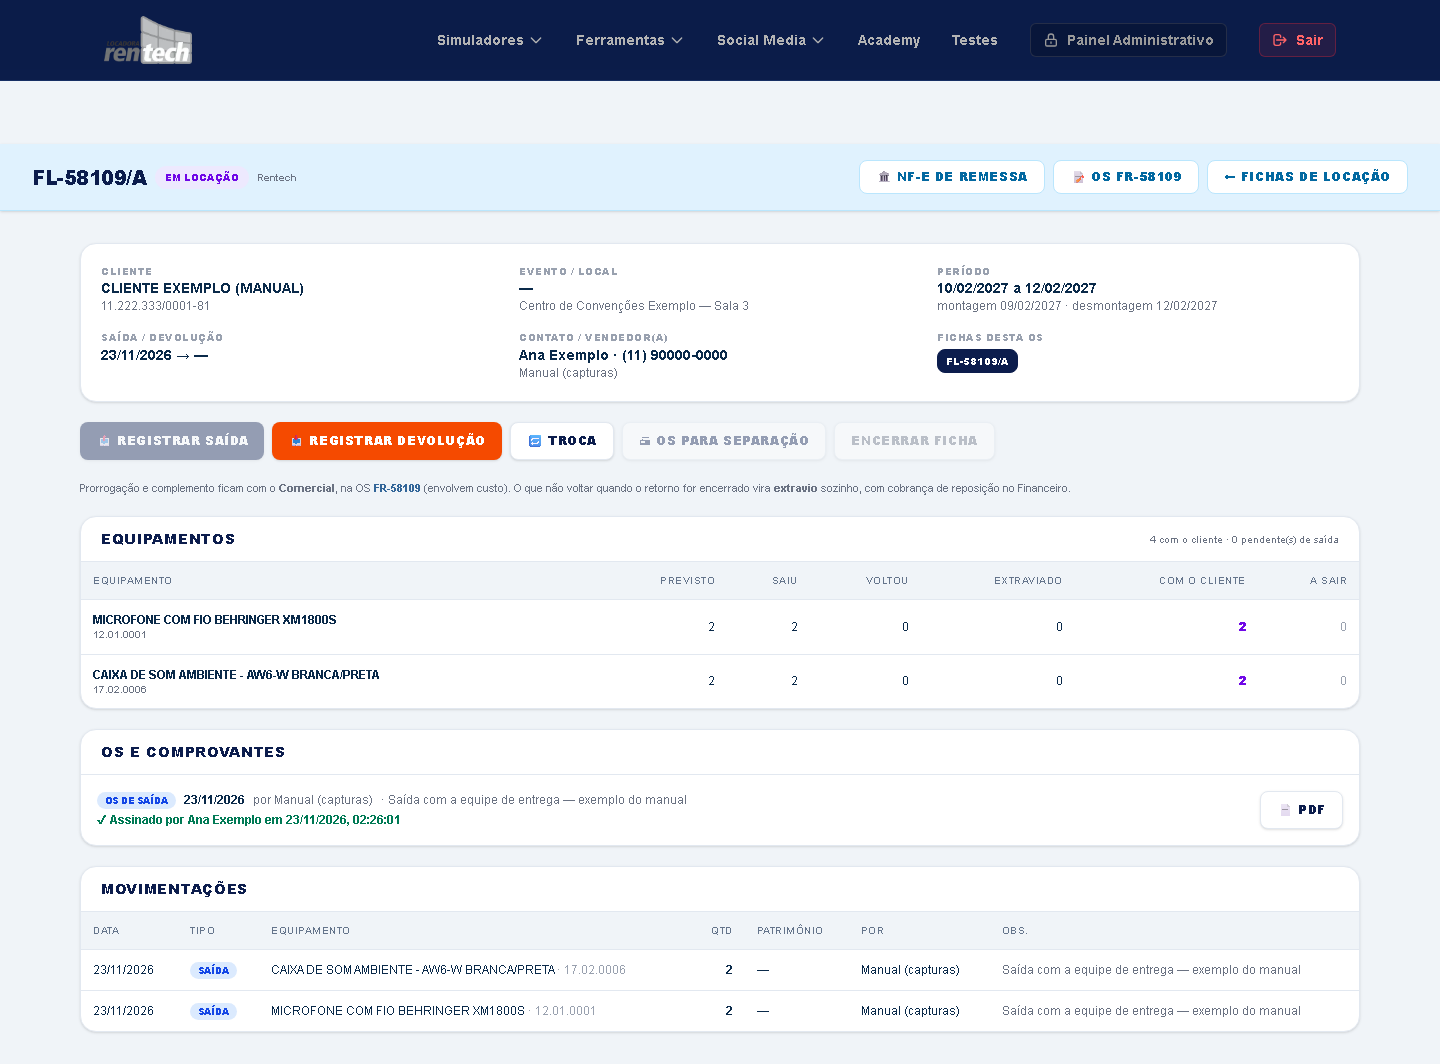 rentech
Simuladores
Ferramentas
Social Media
Academy
Testes
Painel Administrativo
Sair
FL-58109/A EM LOCAÇÃO Rentech
NF-E DE REMESSA
OS FR-58109
← FICHAS DE LOCAÇÃO
CLIENTE
CLIENTE EXEMPLO (MANUAL)
11.222.333/0001-81
EVENTO / LOCAL
—
Centro de Convenções Exemplo — Sala 3
PERÍODO
10/02/2027 a 12/02/2027
montagem 09/02/2027 · desmontagem 12/02/2027
SAÍDA / DEVOLUÇÃO
23/11/2026 → —
CONTATO / VENDEDOR(A)
Ana Exemplo · (11) 90000-0000
Manual (capturas)
FICHAS DESTA OS
FL-58109/A
REGISTRAR SAÍDA
REGISTRAR DEVOLUÇÃO
TROCA
OS PARA SEPARAÇÃO
ENCERRAR FICHA
Prorrogação e complemento ficam com o Comercial, na OS FR-58109 (envolvem custo). O que não voltar quando o retorno for encerrado vira extravio sozinho, com cobrança de reposição no Financeiro.
EQUIPAMENTOS
4 com o cliente · 0 pendente(s) de saída
EQUIPAMENTO PREVISTO SAIU VOLTOU EXTRAVIADO COM O CLIENTE A SAIR
MICROFONE COM FIO BEHRINGER XM1800S 2 2 0 0 2 0
12.01.0001
CAIXA DE SOM AMBIENTE - AW6-W BRANCA/PRETA 2 2 0 0 2 0
17.02.0006
OS E COMPROVANTES
OS DE SAÍDA 23/11/2026 por Manual (capturas) · Saída com a equipe de entrega — exemplo do manual
✓ Assinado por Ana Exemplo em 23/11/2026, 02:26:01
PDF
MOVIMENTAÇÕES
DATA TIPO EQUIPAMENTO QTD PATRIMÔNIO POR OBS.
23/11/2026 SAÍDA CAIXA DE SOM AMBIENTE - AW6-W BRANCA/PRETA · 17.02.0006 2 — Manual (capturas) Saída com a equipe de entrega — exemplo do manual
23/11/2026 SAÍDA MICROFONE COM FIO BEHRINGER XM1800S · 12.01.0001 2 — Manual (capturas) Saída com a equipe de entrega — exemplo do manual